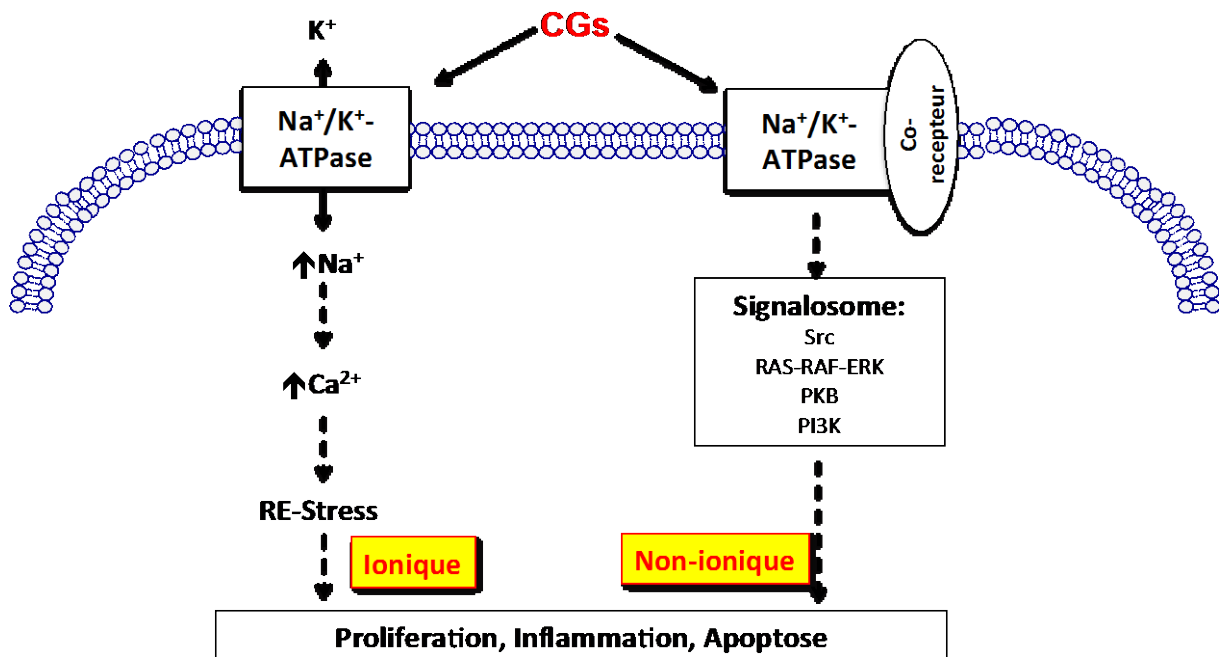 CGs
K⁺
Na⁺/K⁺-
ATPase
↑Na⁺
↑Ca²⁺
RE-Stress
Ionique
Na⁺/K⁺-
ATPase
Co-
recepteur
Signalosome:
Src
RAS-RAF-ERK
PKB
PI3K
Non-ionique
Proliferation, Inflammation, Apoptose